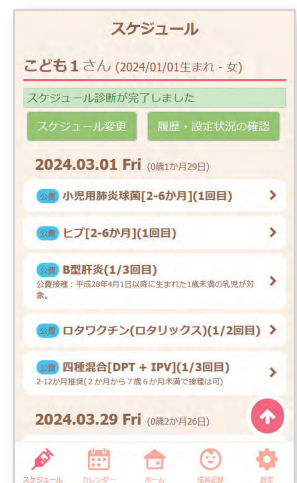 スケジュール
こども1さん (2024/01/01生まれ - 女)
スケジュール診断が完了しました
スケジュール変更 履歴・設定状況の確認
2024.03.01 Fri (0歳1か月29日)
公費 小児用肺炎球菌[2-6か月](1回目)
公費 ヒブ[2-6か月](1回目)
公費 B型肝炎(1/3回目)
公費接種：平成28年4月1日以降に生まれた1歳未満の乳児が対
象。
公費 ロタワクチン(ロタリックス)(1/2回目)
公費 四種混合[DPT + IPV](1/3回目)
2-12か月推奨(２か月から７歳６か月未満で接種は可)
2024.03.29 Fri (0歳2か月26日)
スケジュール カレンダー ホーム 成長記録 設定